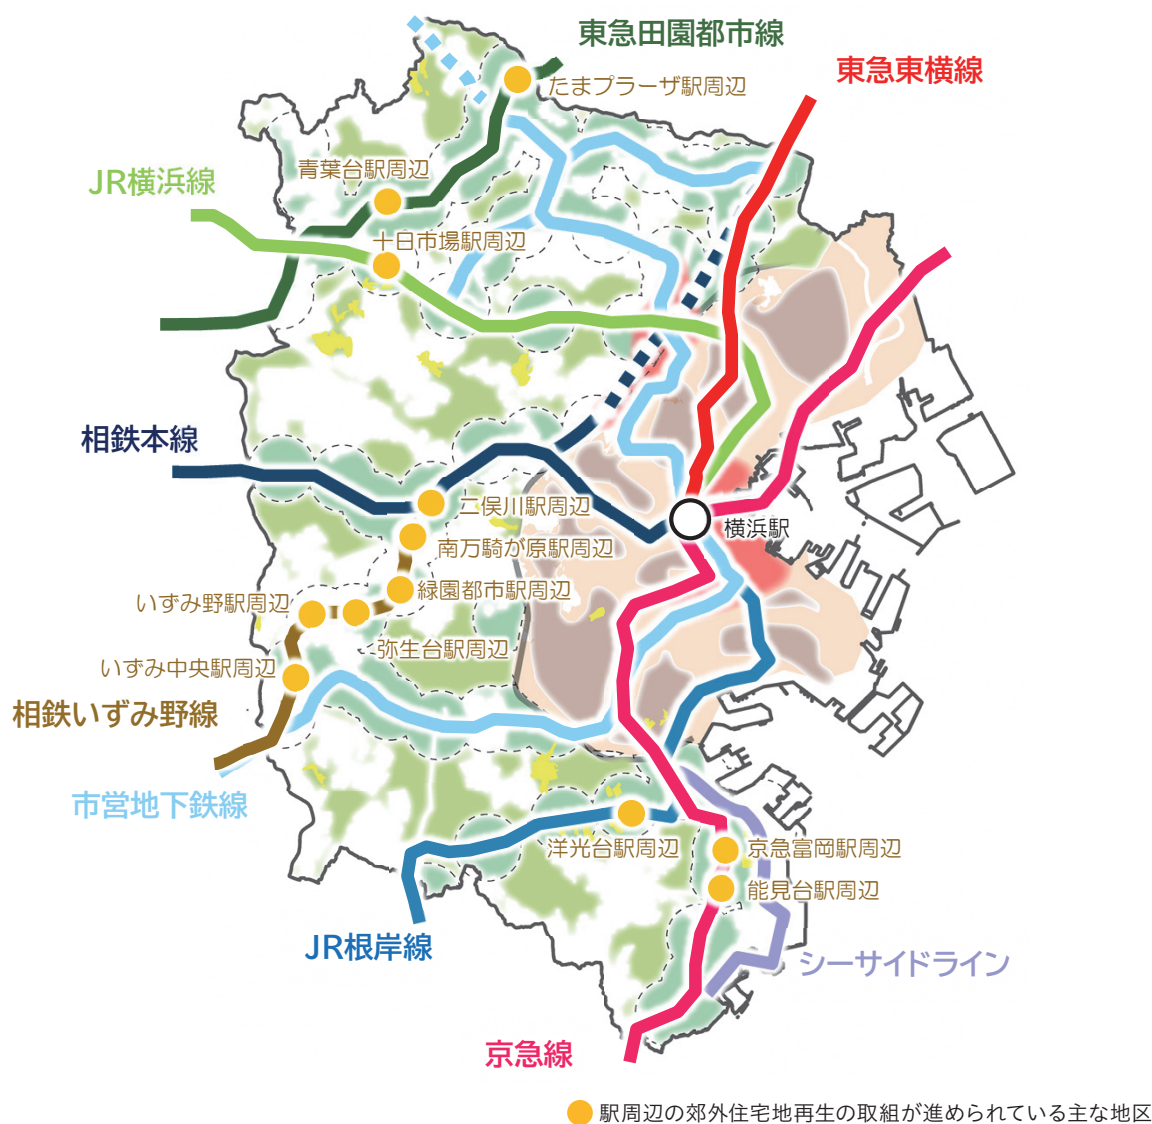 東急田園都市線
東急東横線
たまプラーザ駅周辺
青葉台駅周辺
JR横浜線
十日市場駅周辺
相鉄本線
二俣川駅周辺
横浜駅
南万騎が原駅周辺
緑園都市駅周辺
いずみ野駅周辺
弥生台駅周辺
いずみ中央駅周辺
相鉄いずみ野線
市営地下鉄線
洋光台駅周辺
京急富岡駅周辺
能見台駅周辺
JR根岸線
シーサイドライン
京急線
駅周辺の郊外住宅地再生の取組が進められている主な地区